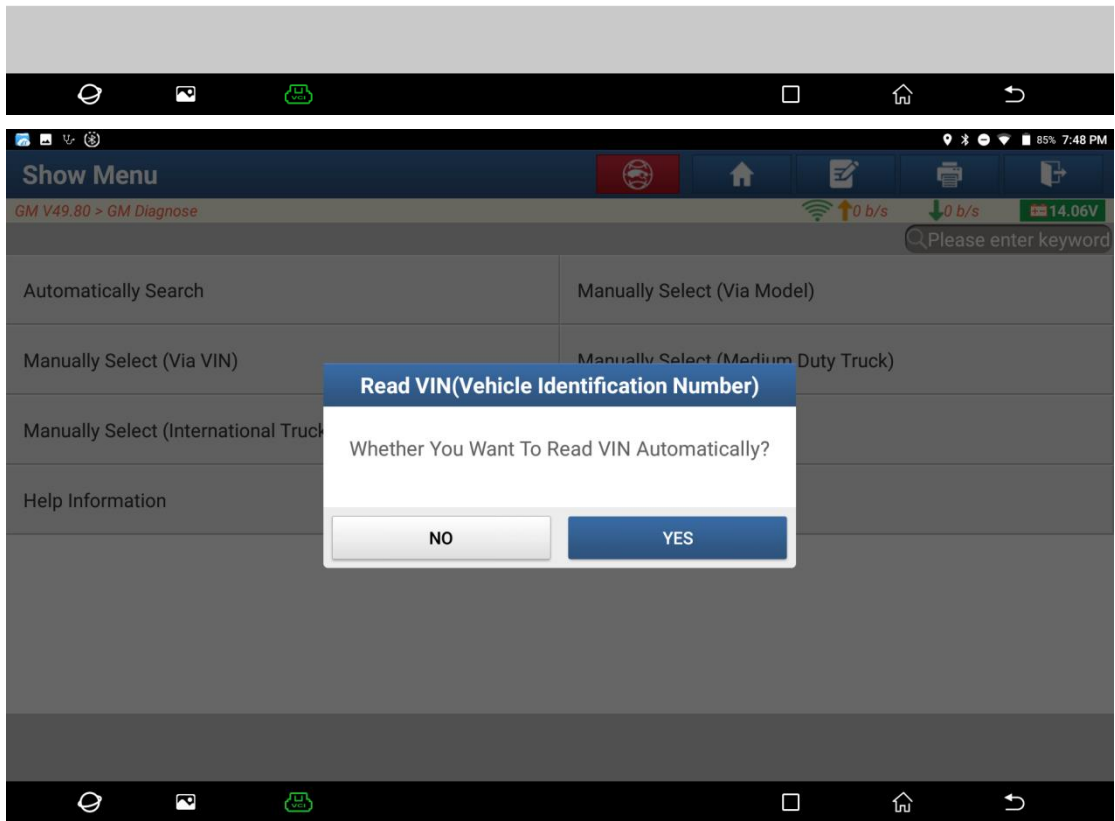 VCI
85% 7:48 PM
Show Menu
GM V49.80 > GM Diagnose
0 b/s
0 b/s
14.06V
Please enter keyword
Automatically Search
Manually Select (Via Model)
Manually Select (Via VIN)
Manually Select (Medium Duty Truck)
Manually Select (International Truck
Help Information
Read VIN(Vehicle Identification Number)
Whether You Want To Read VIN Automatically?
NO
YES
VCI